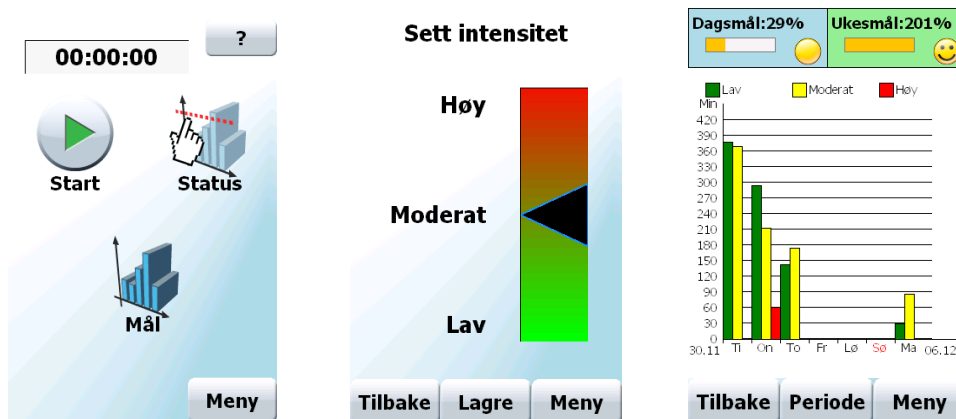 ?
00:00:00
Start
Status
Mål
Meny
Sett intensitet
Høy
Moderat
Lav
Tilbake Lagre Meny
Dagsmål:29% Ukesmål:201%
Lav Moderat Høy
Min
420
390
360
330
300
270
240
210
180
150
120
90
60
30
0
30.11 Ti On To Fr Lø Sø Ma 06.12
Tilbake Periode Meny